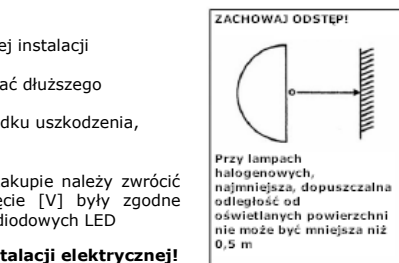 ej instalacji
ać dłuższego
dku uszkodzenia,
akupie należy zwrócić
ęcie [V] były zgodne
diodowych LED
stalacji elektrycznej!
ZACHOWAJ ODSTĘP!
Przy lampach
halogenowych,
najmniejsza, dopuszczalna
odległość od
oświetlanych powierzchni
nie może być mniejsza niż
0,5 m